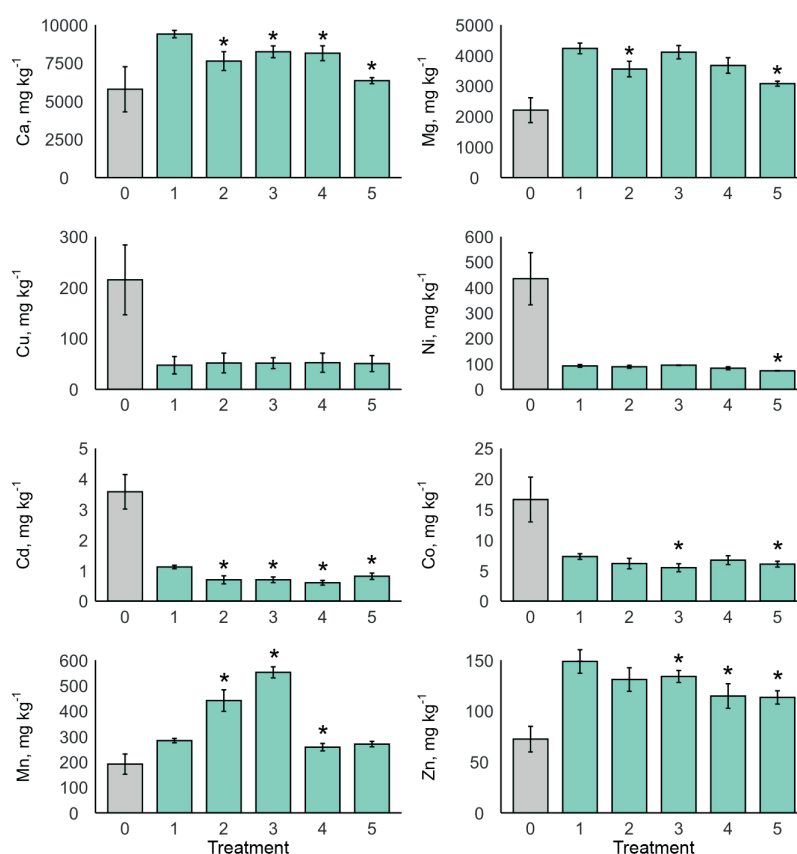 Ca, mg kg⁻¹
10000
7500
5000
2500
0
* * * *
0 1 2 3 4 5
Mg, mg kg⁻¹
5000
4000
3000
2000
1000
0
* *
0 1 2 3 4 5
Cu, mg kg⁻¹
300
200
100
0
0 1 2 3 4 5
Ni, mg kg⁻¹
600
500
400
300
200
100
0
*
0 1 2 3 4 5
Cd, mg kg⁻¹
5
4
3
2
1
0
* * * *
0 1 2 3 4 5
Co, mg kg⁻¹
25
20
15
10
5
0
* *
0 1 2 3 4 5
Mn, mg kg⁻¹
600
500
400
300
200
100
0
* * *
0 1 2 3 4 5
Treatment
Zn, mg kg⁻¹
150
100
50
0
* * *
0 1 2 3 4 5
Treatment